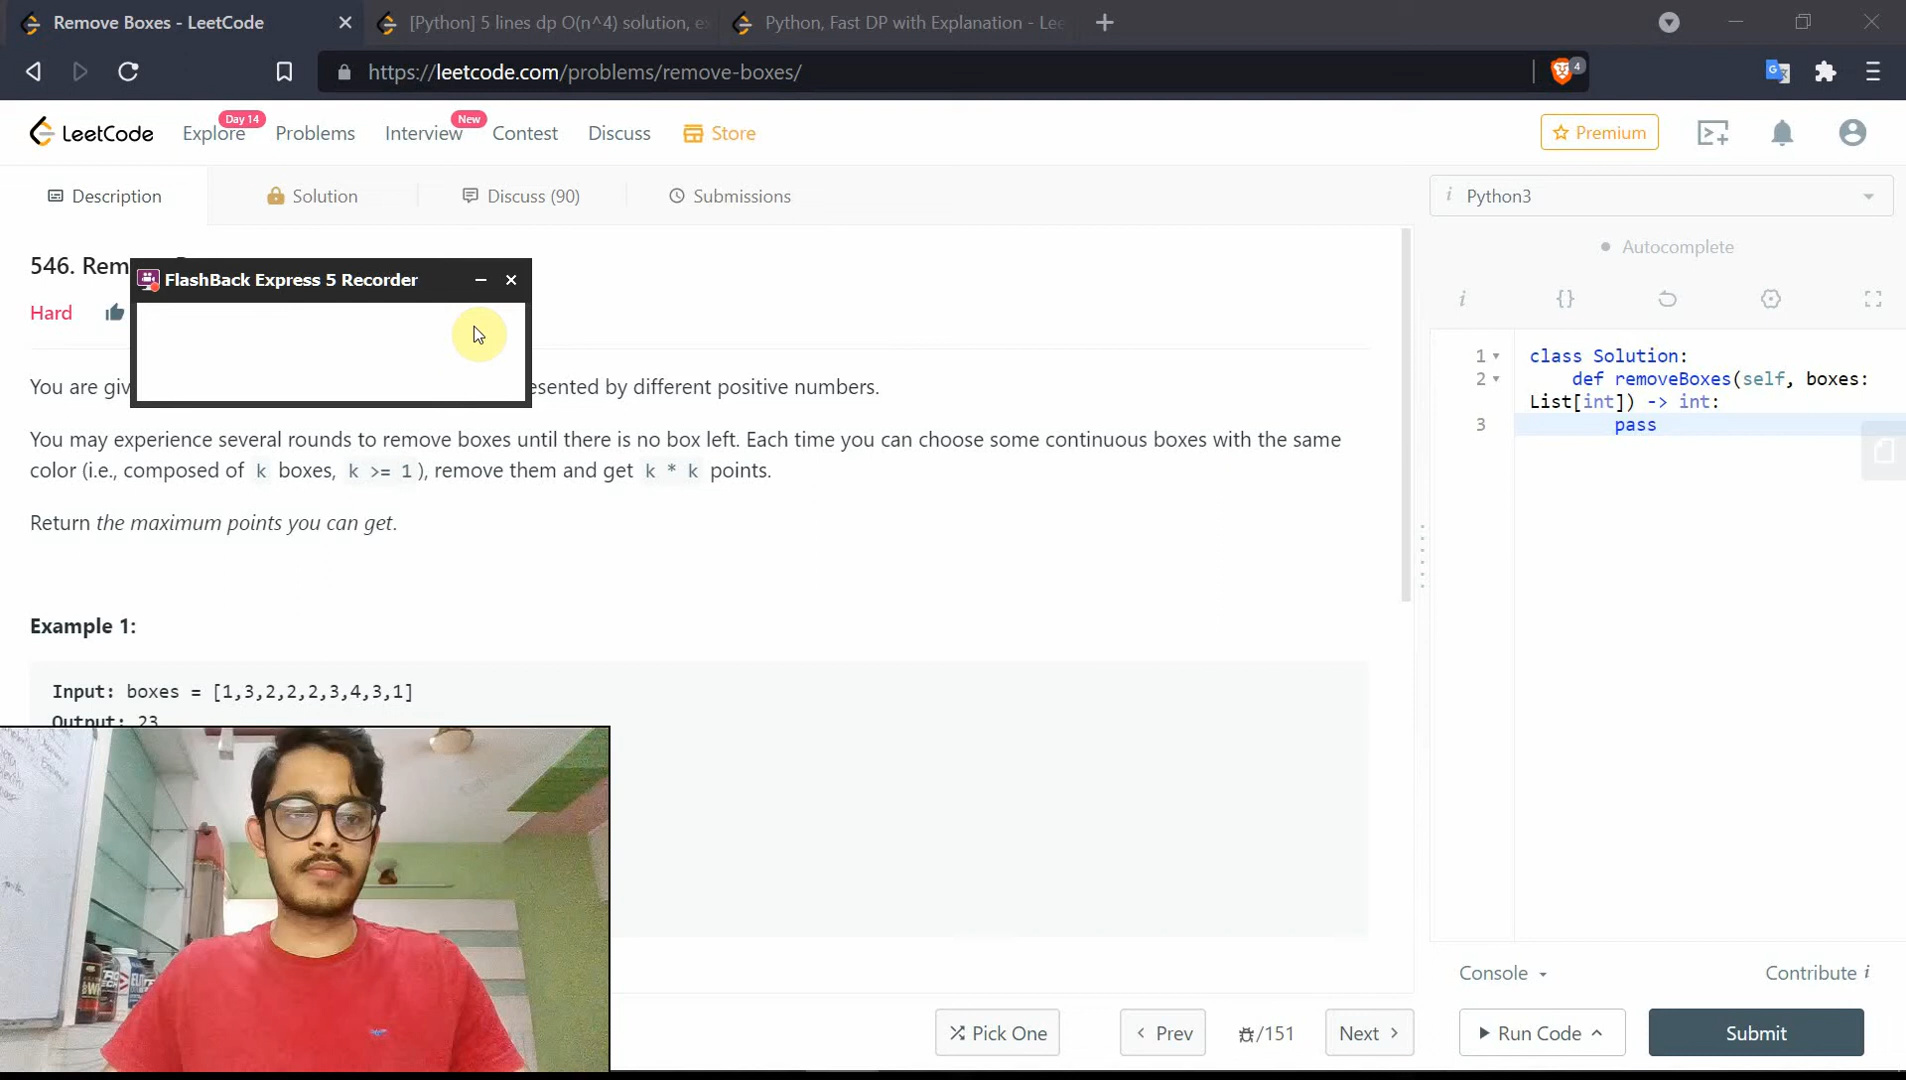 Remove Boxes - LeetCode
[Python] 5 lines dp O(n^4) solution, ex
Python, Fast DP with Explanation - Lee
https://leetcode.com/problems/remove-boxes/
4
LeetCode
Explore
Day 14
Problems
Interview
New
Contest
Discuss
Store
Premium
Description
Solution
Discuss (90)
Submissions
i Python3
Autocomplete
546. Rem
FlashBack Express 5 Recorder
Hard
i {}
You are giv
esented by different positive numbers.
You may experience several rounds to remove boxes until there is no box left. Each time you can choose some continuous boxes with the same
color (i.e., composed of k boxes, k >= 1), remove them and get k * k points.
Return the maximum points you can get.
Example 1:
Input: boxes = [1,3,2,2,2,3,4,3,1]
Output: 23
1 class Solution:
2 def removeBoxes(self, boxes:
List[int]) -> int:
3 pass
Console
Contribute i
Pick One
Prev
/151
Next
Run Code
Submit